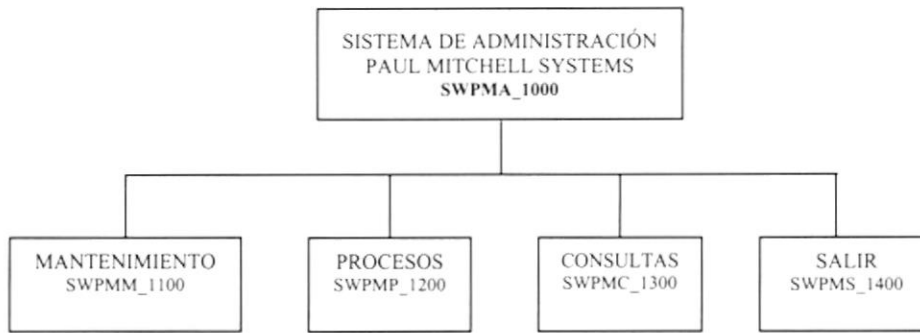 SISTEMA DE ADMINISTRACIÓN
PAUL MITCHELL SYSTEMS
SWPMA_1000
MANTENIMIENTO
SWPMM_1100
PROCESOS
SWPMP_1200
CONSULTAS
SWPMC_1300
SALIR
SWPMS_1400